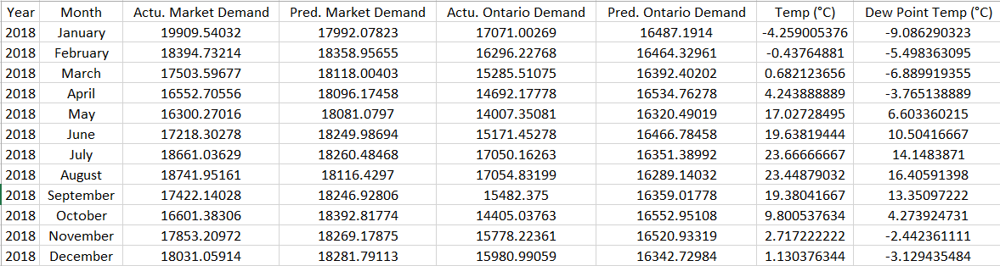 Year Month Actu. Market Demand Pred. Market Demand Actu. Ontario Demand Pred. Ontario Demand Temp (°C) Dew Point Temp (°C)
2018 January 19909.54032 17992.07823 17071.00269 16487.1914 -4.259005376 -9.086290323
2018 February 18394.73214 18358.95655 16296.22768 16464.32961 -0.43764881 -5.498363095
2018 March 17503.59677 18118.00403 15285.51075 16392.40202 0.682123656 -6.889919355
2018 April 16552.70556 18096.17458 14692.17778 16534.76278 4.243888889 -3.765138889
2018 May 16300.27016 18081.0797 14007.35081 16320.49019 17.02728495 6.603360215
2018 June 17218.30278 18249.98694 15171.45278 16466.78458 19.63819444 10.50416667
2018 July 18661.03629 18260.48468 17050.16263 16351.38992 23.66666667 14.1483871
2018 August 18741.95161 18116.4297 17054.83199 16289.14032 23.44879032 16.40591398
2018 September 17422.14028 18246.92806 15482.375 16359.01778 19.38041667 13.35097222
2018 October 16601.38306 18392.81774 14405.03763 16552.95108 9.800537634 4.273924731
2018 November 17853.20972 18269.17875 15778.22361 16520.93319 2.717222222 -2.442361111
2018 December 18031.05914 18281.79113 15980.99059 16342.72984 1.130376344 -3.129435484